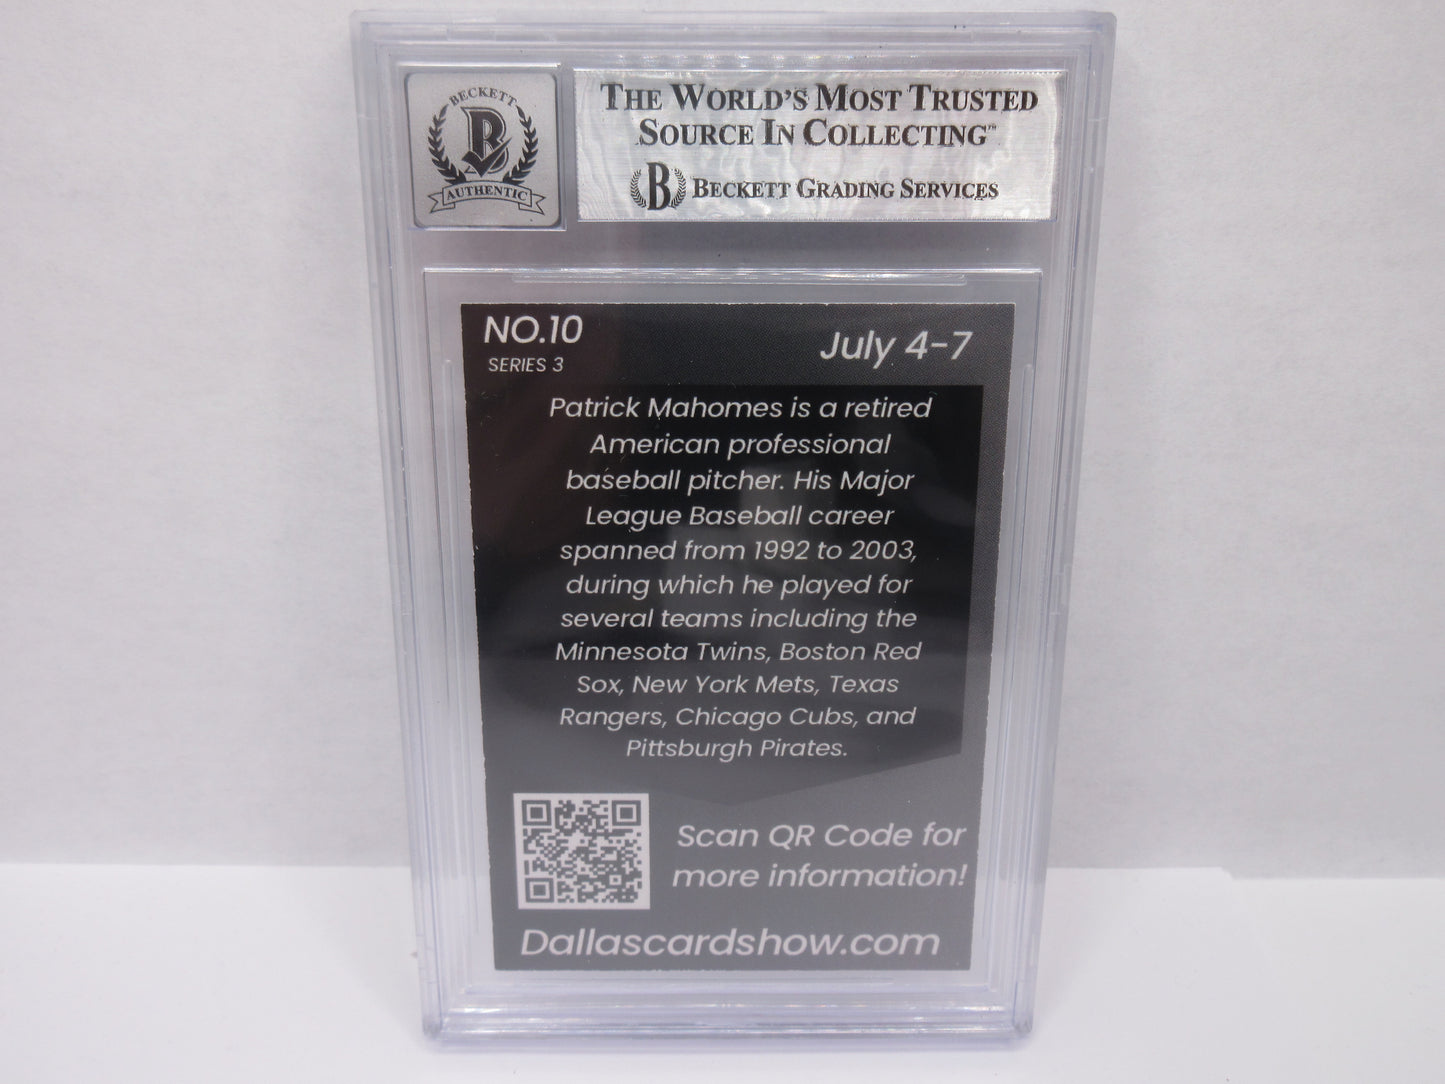 BECKETT
B
AUTHENTIC
THE WORLD'S MOST TRUSTED
SOURCE IN COLLECTING™
B BECKETT GRADING SERVICES
NO.10
SERIES 3
July 4-7
Patrick Mahomes is a retired
American professional
baseball pitcher. His Major
League Baseball career
spanned from 1992 to 2003,
during which he played for
several teams including the
Minnesota Twins, Boston Red
Sox, New York Mets, Texas
Rangers, Chicago Cubs, and
Pittsburgh Pirates.
Scan QR Code for
more information!
Dallascardshow.com